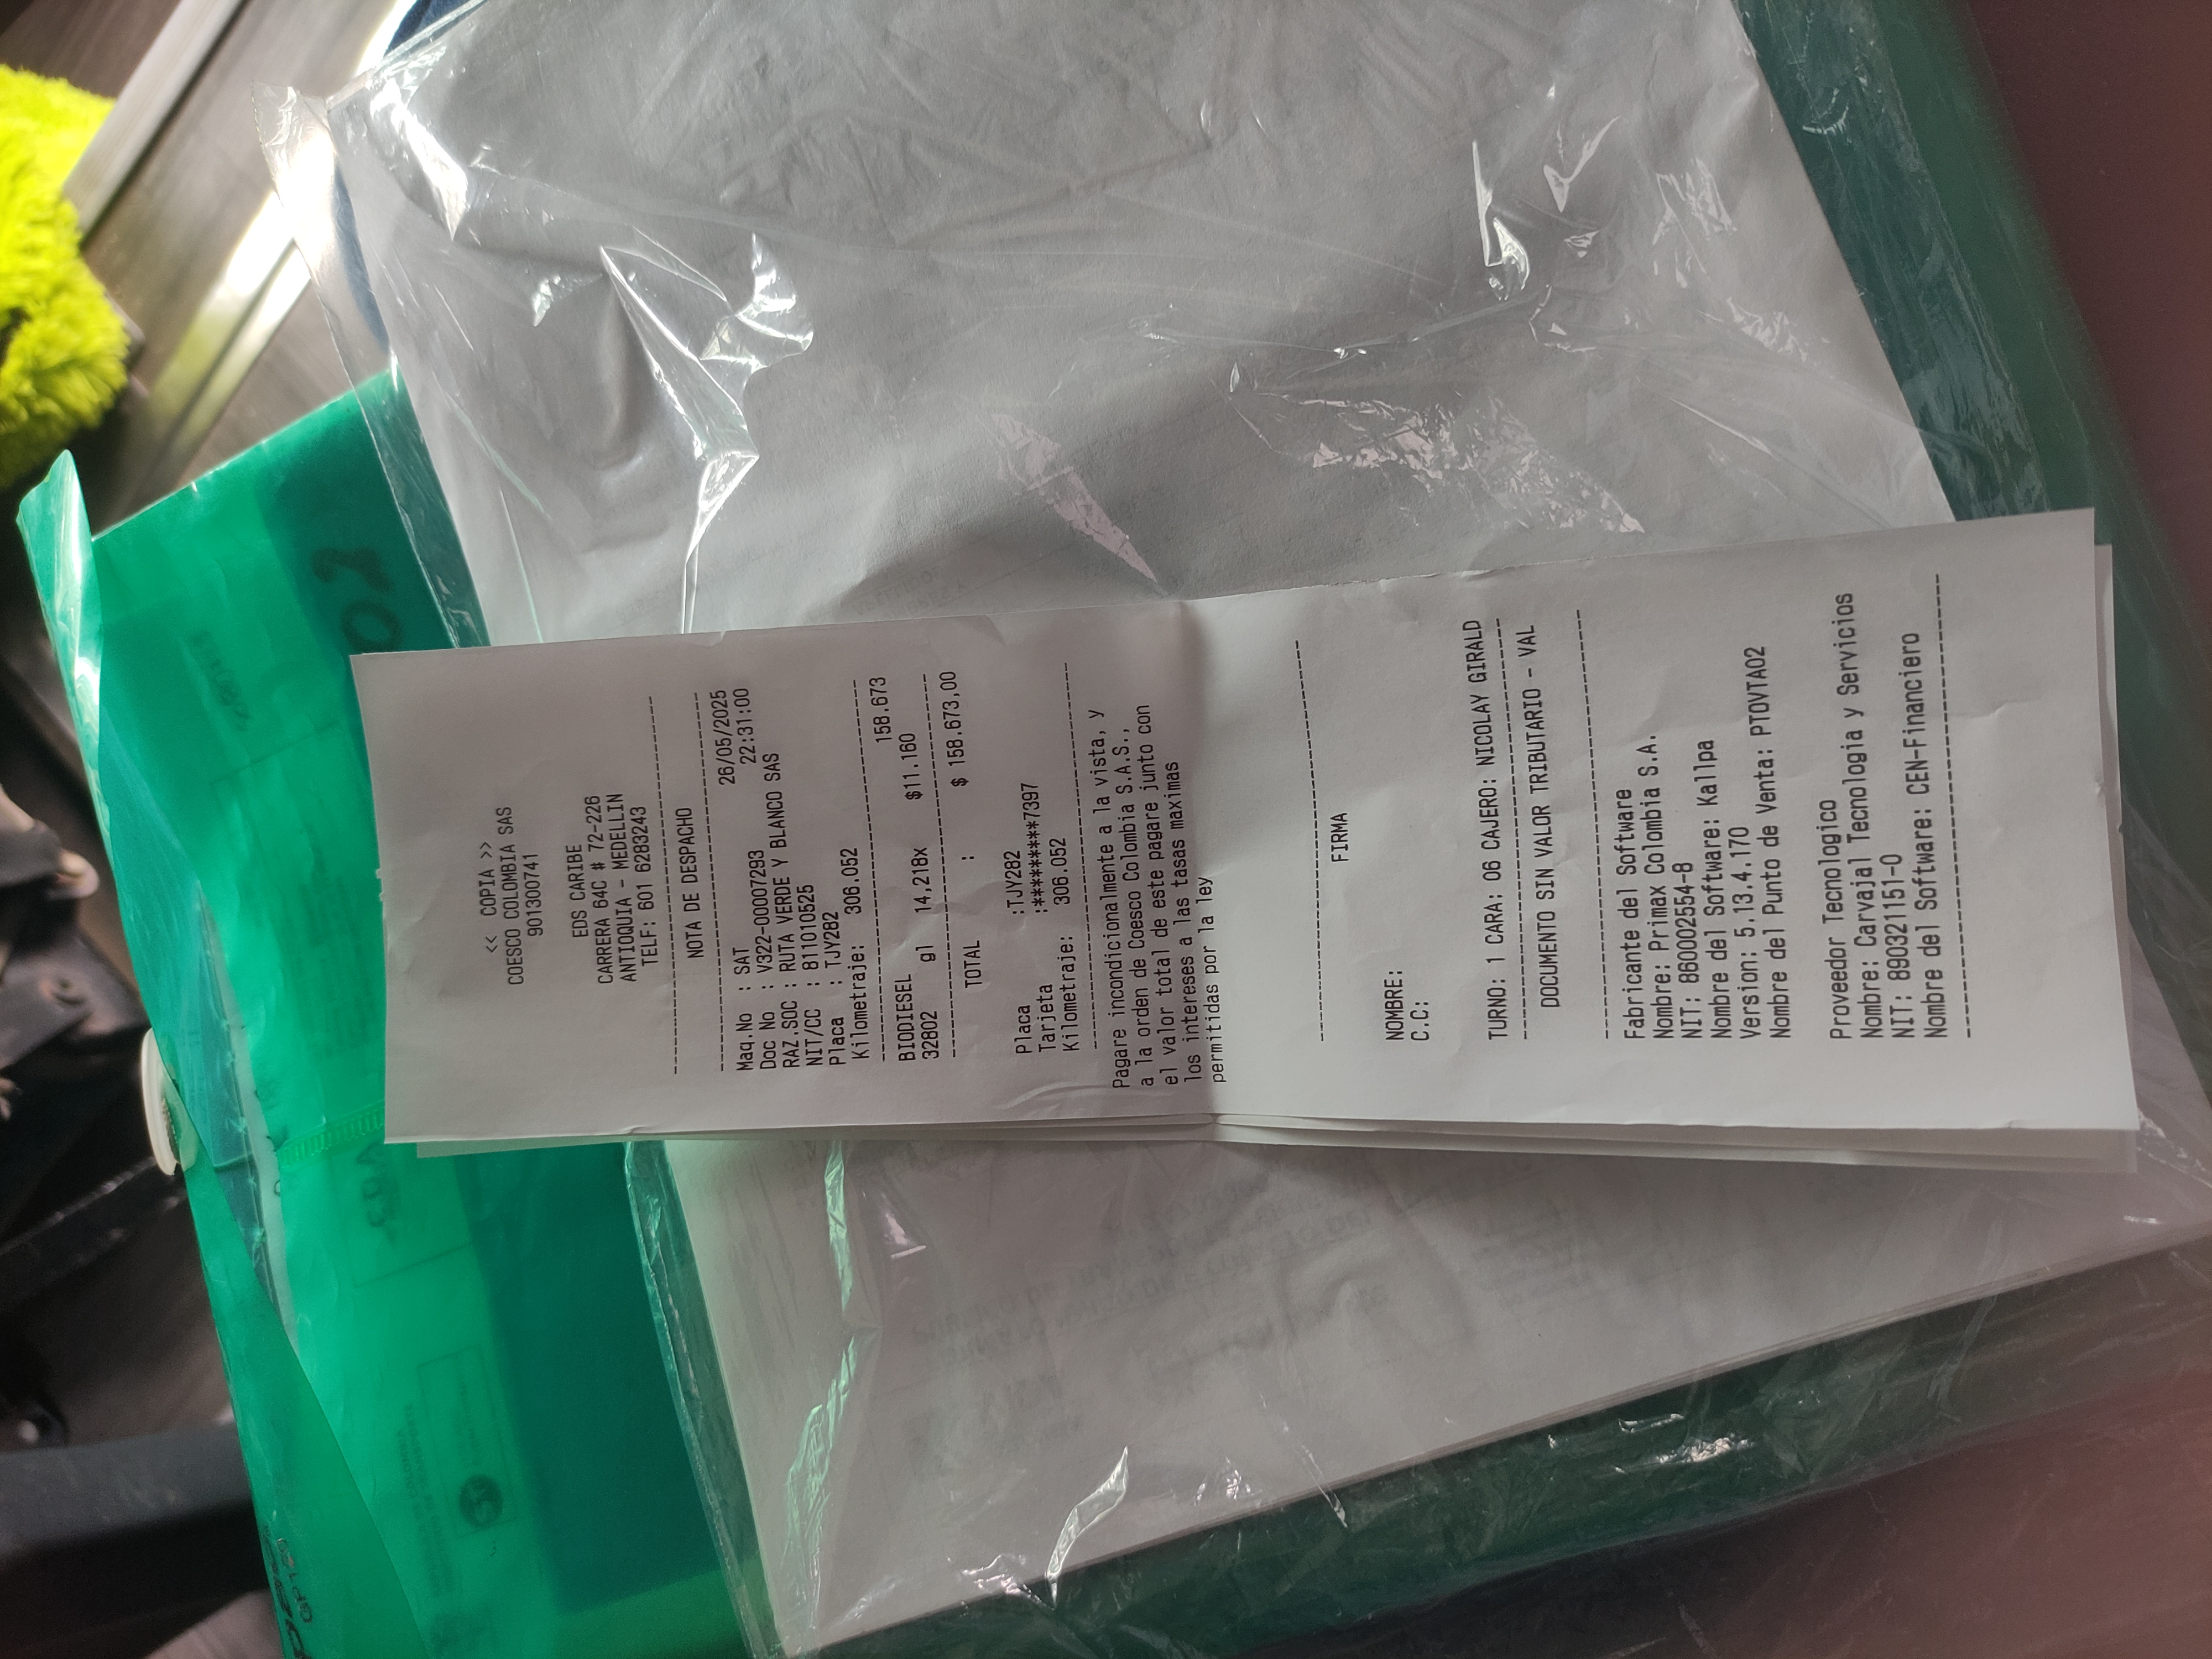 << COPIA >>
COESCO COLOMBIA SAS
9013000741
EDS CARIBE
CARRERA 64C # 72-226
ANTIOQUIA - MEDELLIN
TELF: 601 6283243
NOTA DE DESPACHO
26/05/2025
Maq.No : SAT 22:31:00
Doc No : V322-00007293
RAZ.SOC : RUTA VERDE Y BLANCO SAS
NIT/CC : 811010525
Placa : TJY282
Kilometraje: 306.052
BIODIESEL 158.673
32802 gl 14,218x $11.160
TOTAL : $ 158.673,00
Placa :TJY282
Tarjeta :*********7397
Kilometraje: 306.052
Pagare incondicionalmente a la vista, y
a la orden de Coesco Colombia S.A.S.,
el valor total de este pagare junto con
los intereses a las tasas maximas
permitidas por la ley
FIRMA
NOMBRE:
C.C:
TURNO: 1 CARA: 06 CAJERO: NICOLAY GIRALD
DOCUMENTO SIN VALOR TRIBUTARIO - VAL
Fabricante del Software
Nombre: Primax Colombia S.A.
NIT: 860002554-8
Nombre del Software: Kallpa
Version: 5.13.4.170
Nombre del Punto de Venta: PTOVTA02
Proveedor Tecnologico
Nombre: Carvajal Tecnologia y Servicios
NIT: 890321151-0
Nombre del Software: CEN-Financiero